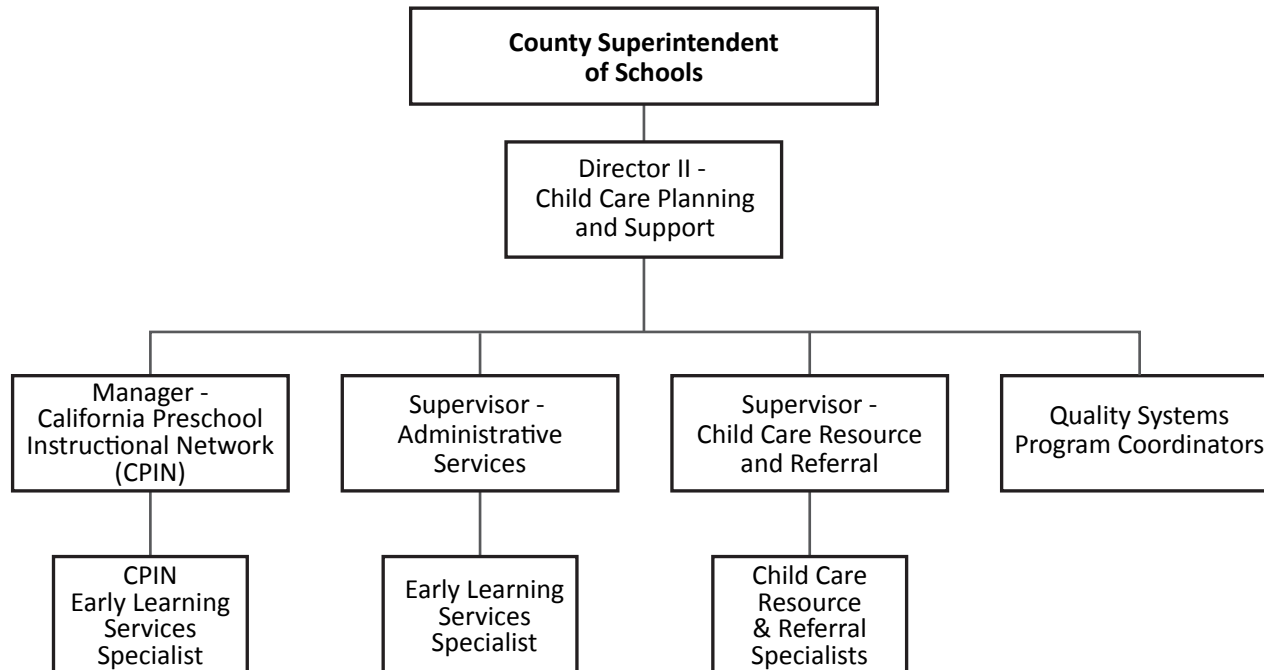 County Superintendent
of Schools
Director II -
Child Care Planning
and Support
Manager -
California Preschool
Instructional Network
(CPIN)
Supervisor -
Administrative
Services
Supervisor -
Child Care Resource
and Referral
Quality Systems
Program Coordinators
CPIN
Early Learning
Services
Specialist
Early Learning
Services
Specialist
Child Care
Resource
& Referral
Specialists